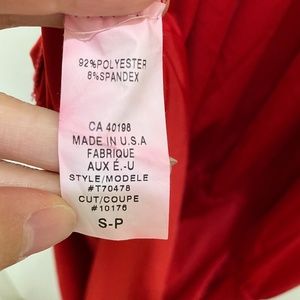 92%POLYESTER
8%SPANDEX
CA 40198
MADE IN U.S.A
FABRIQUE
AUX É.-U
STYLE/MODELE
#T70478
CUT/COUPE
#10176
S-P